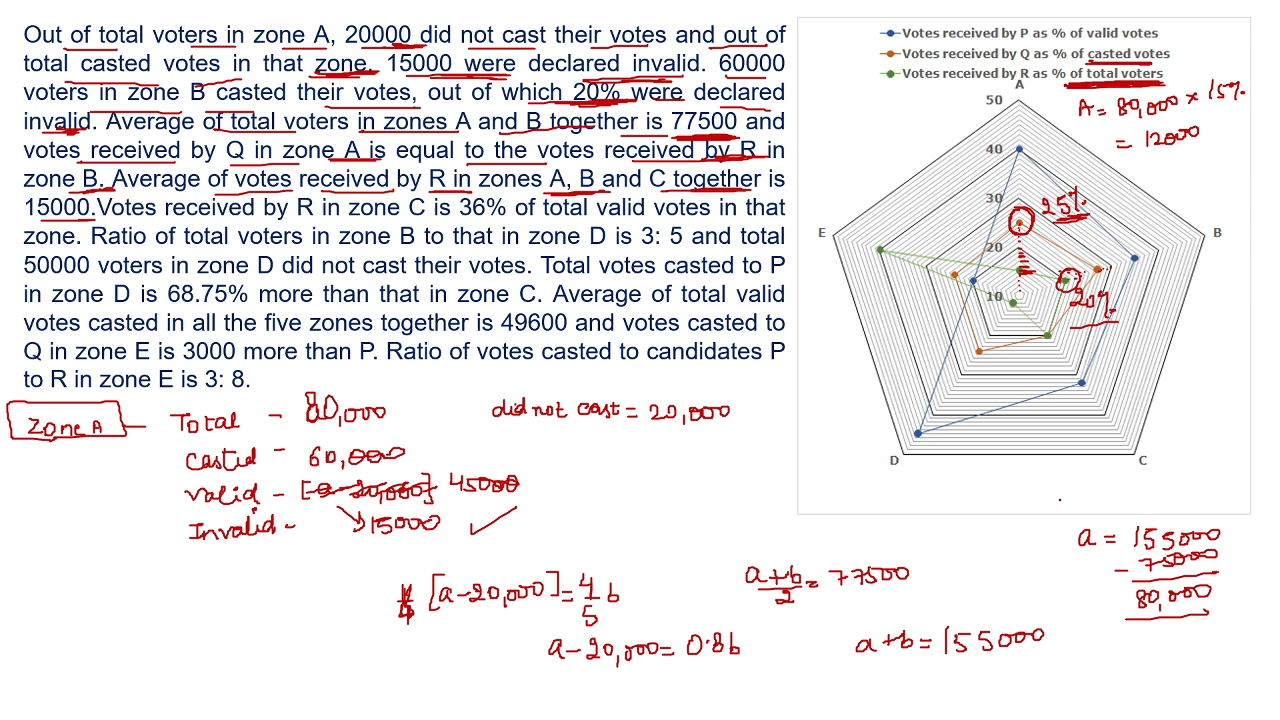 Out of total voters in zone A, 20000 did not cast their votes and out of
total casted votes in that zone, 15000 were declared invalid. 60000
voters in zone B casted their votes, out of which 20% were declared
invalid. Average of total voters in zones A and B together is 77500 and
votes received by Q in zone A is equal to the votes received by R in
zone B. Average of votes received by R in zones A, B and C together is
15000.Votes received by R in zone C is 36% of total valid votes in that
zone. Ratio of total voters in zone B to that in zone D is 3: 5 and total
50000 voters in zone D did not cast their votes. Total votes casted to P
in zone D is 68.75% more than that in zone C. Average of total valid
votes casted in all the five zones together is 49600 and votes casted to
Q in zone E is 3000 more than P. Ratio of votes casted to candidates P
to R in zone E is 3: 8.
Votes received by P as % of valid votes
Votes received by Q as % of casted votes
Votes received by R as % of total voters
A
50
40
30
20
10
B
C
D
E
A = 80,000 × 15%
= 12000
25%
20%
Zone A
Total - 80,000
did not cast = 20,000
Casted - 60,000
Valid - [a-20,000] 45000
Invalid - 15000
[a-20,000] = 4/5 b
a-20,000 = 0.8b
a+b/2 = 77500
a+b = 155000
a = 155000
- 75000
80,000